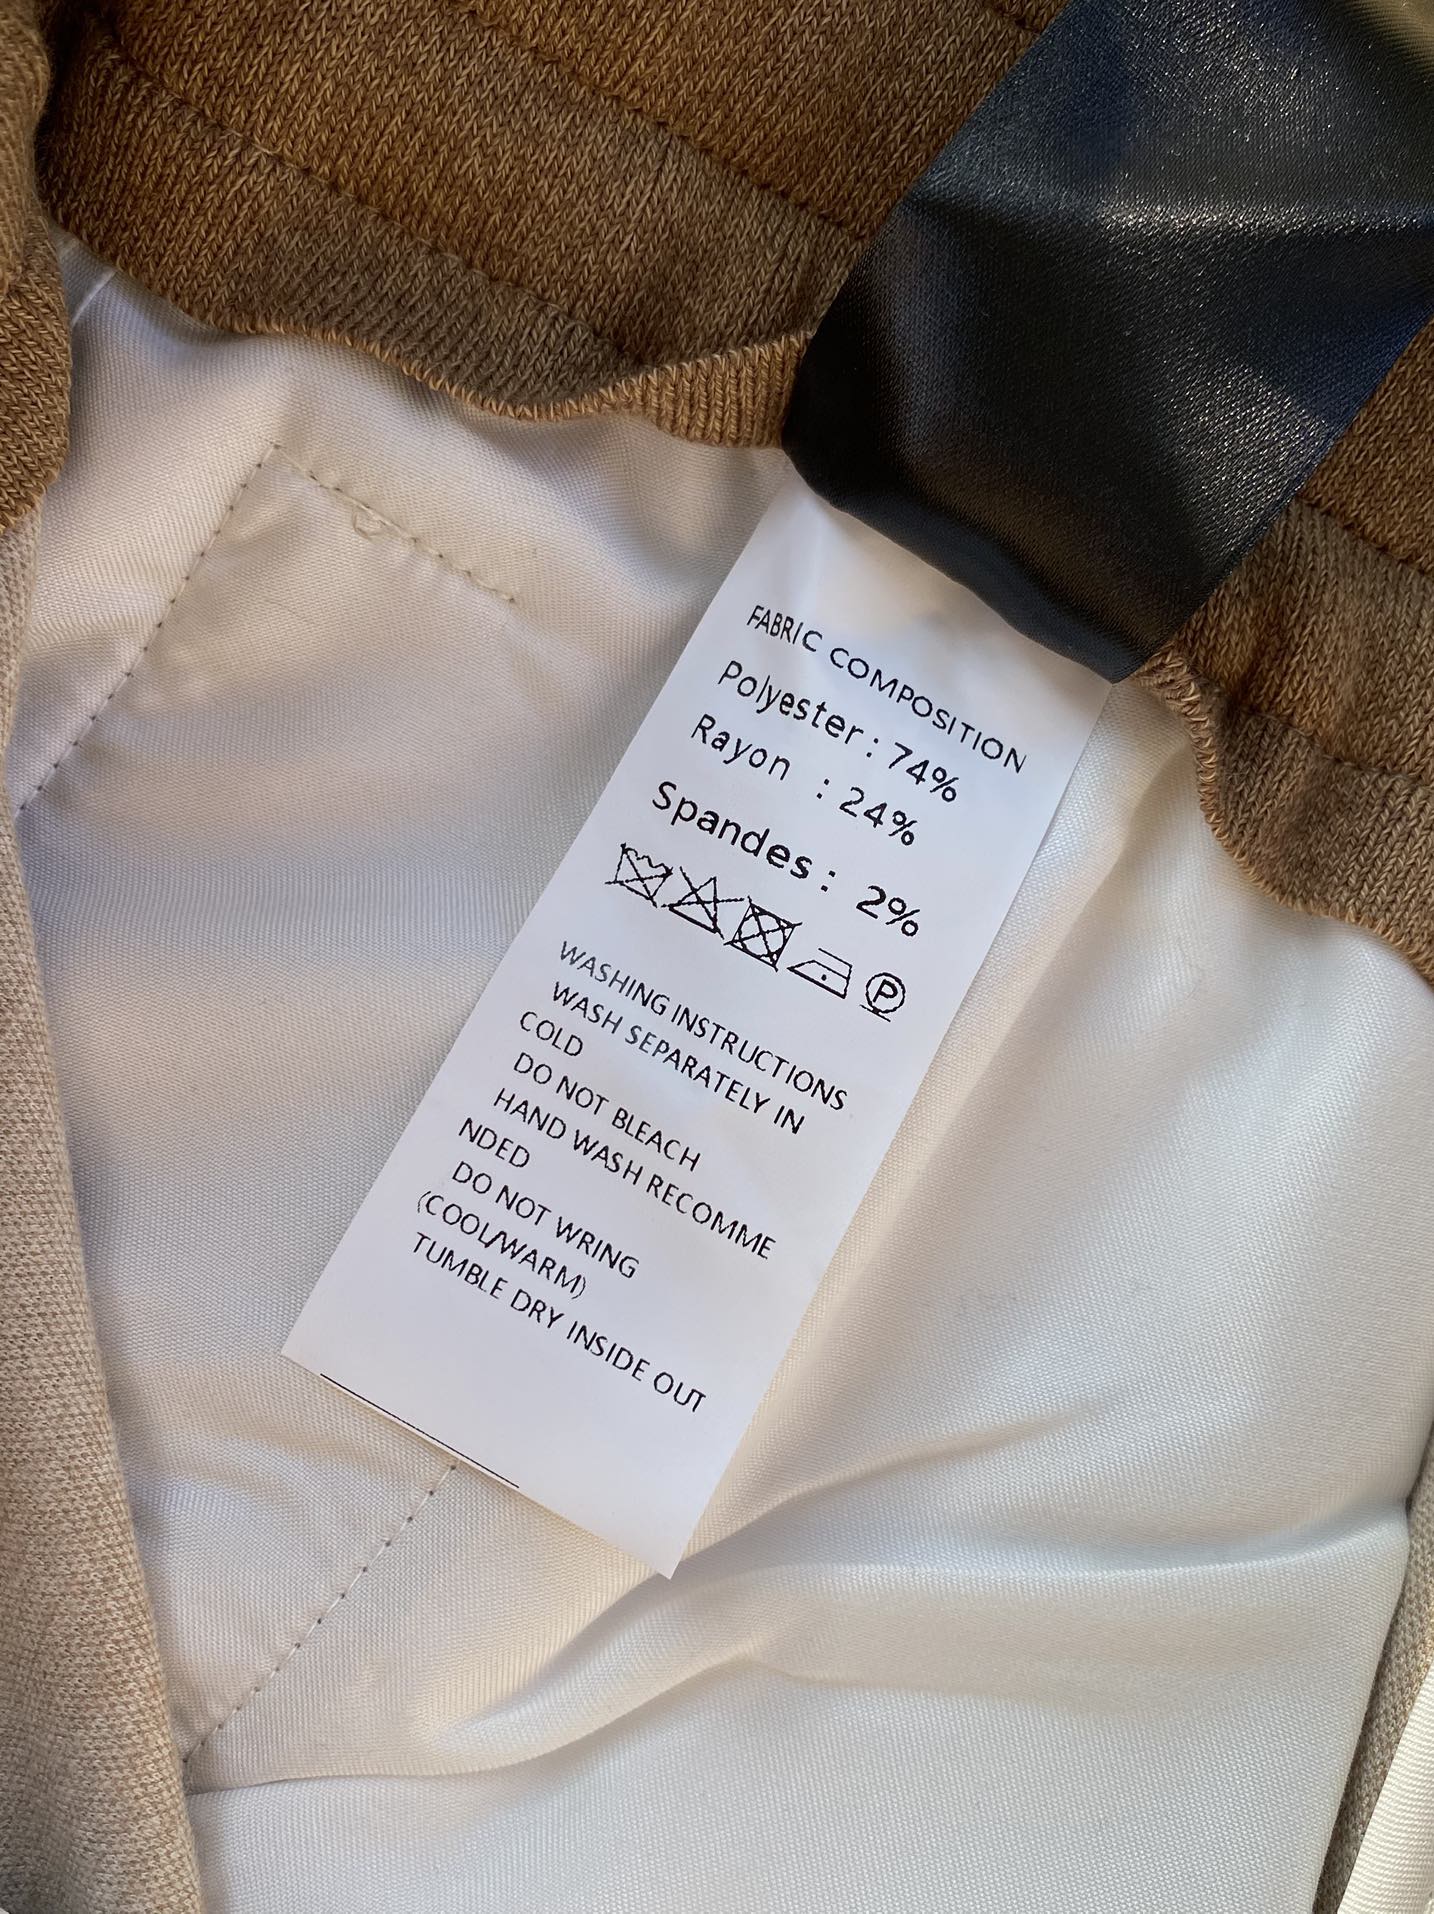 FABRIC COMPOSITION
Polyester: 74%
Rayon : 24%
Spandes: 2%
P
WASHING INSTRUCTIONS
WASH SEPARATELY IN
COLD
DO NOT BLEACH
HAND WASH RECOMME
NDED
DO NOT WRING
(COOL/WARM)
TUMBLE DRY INSIDE OUT